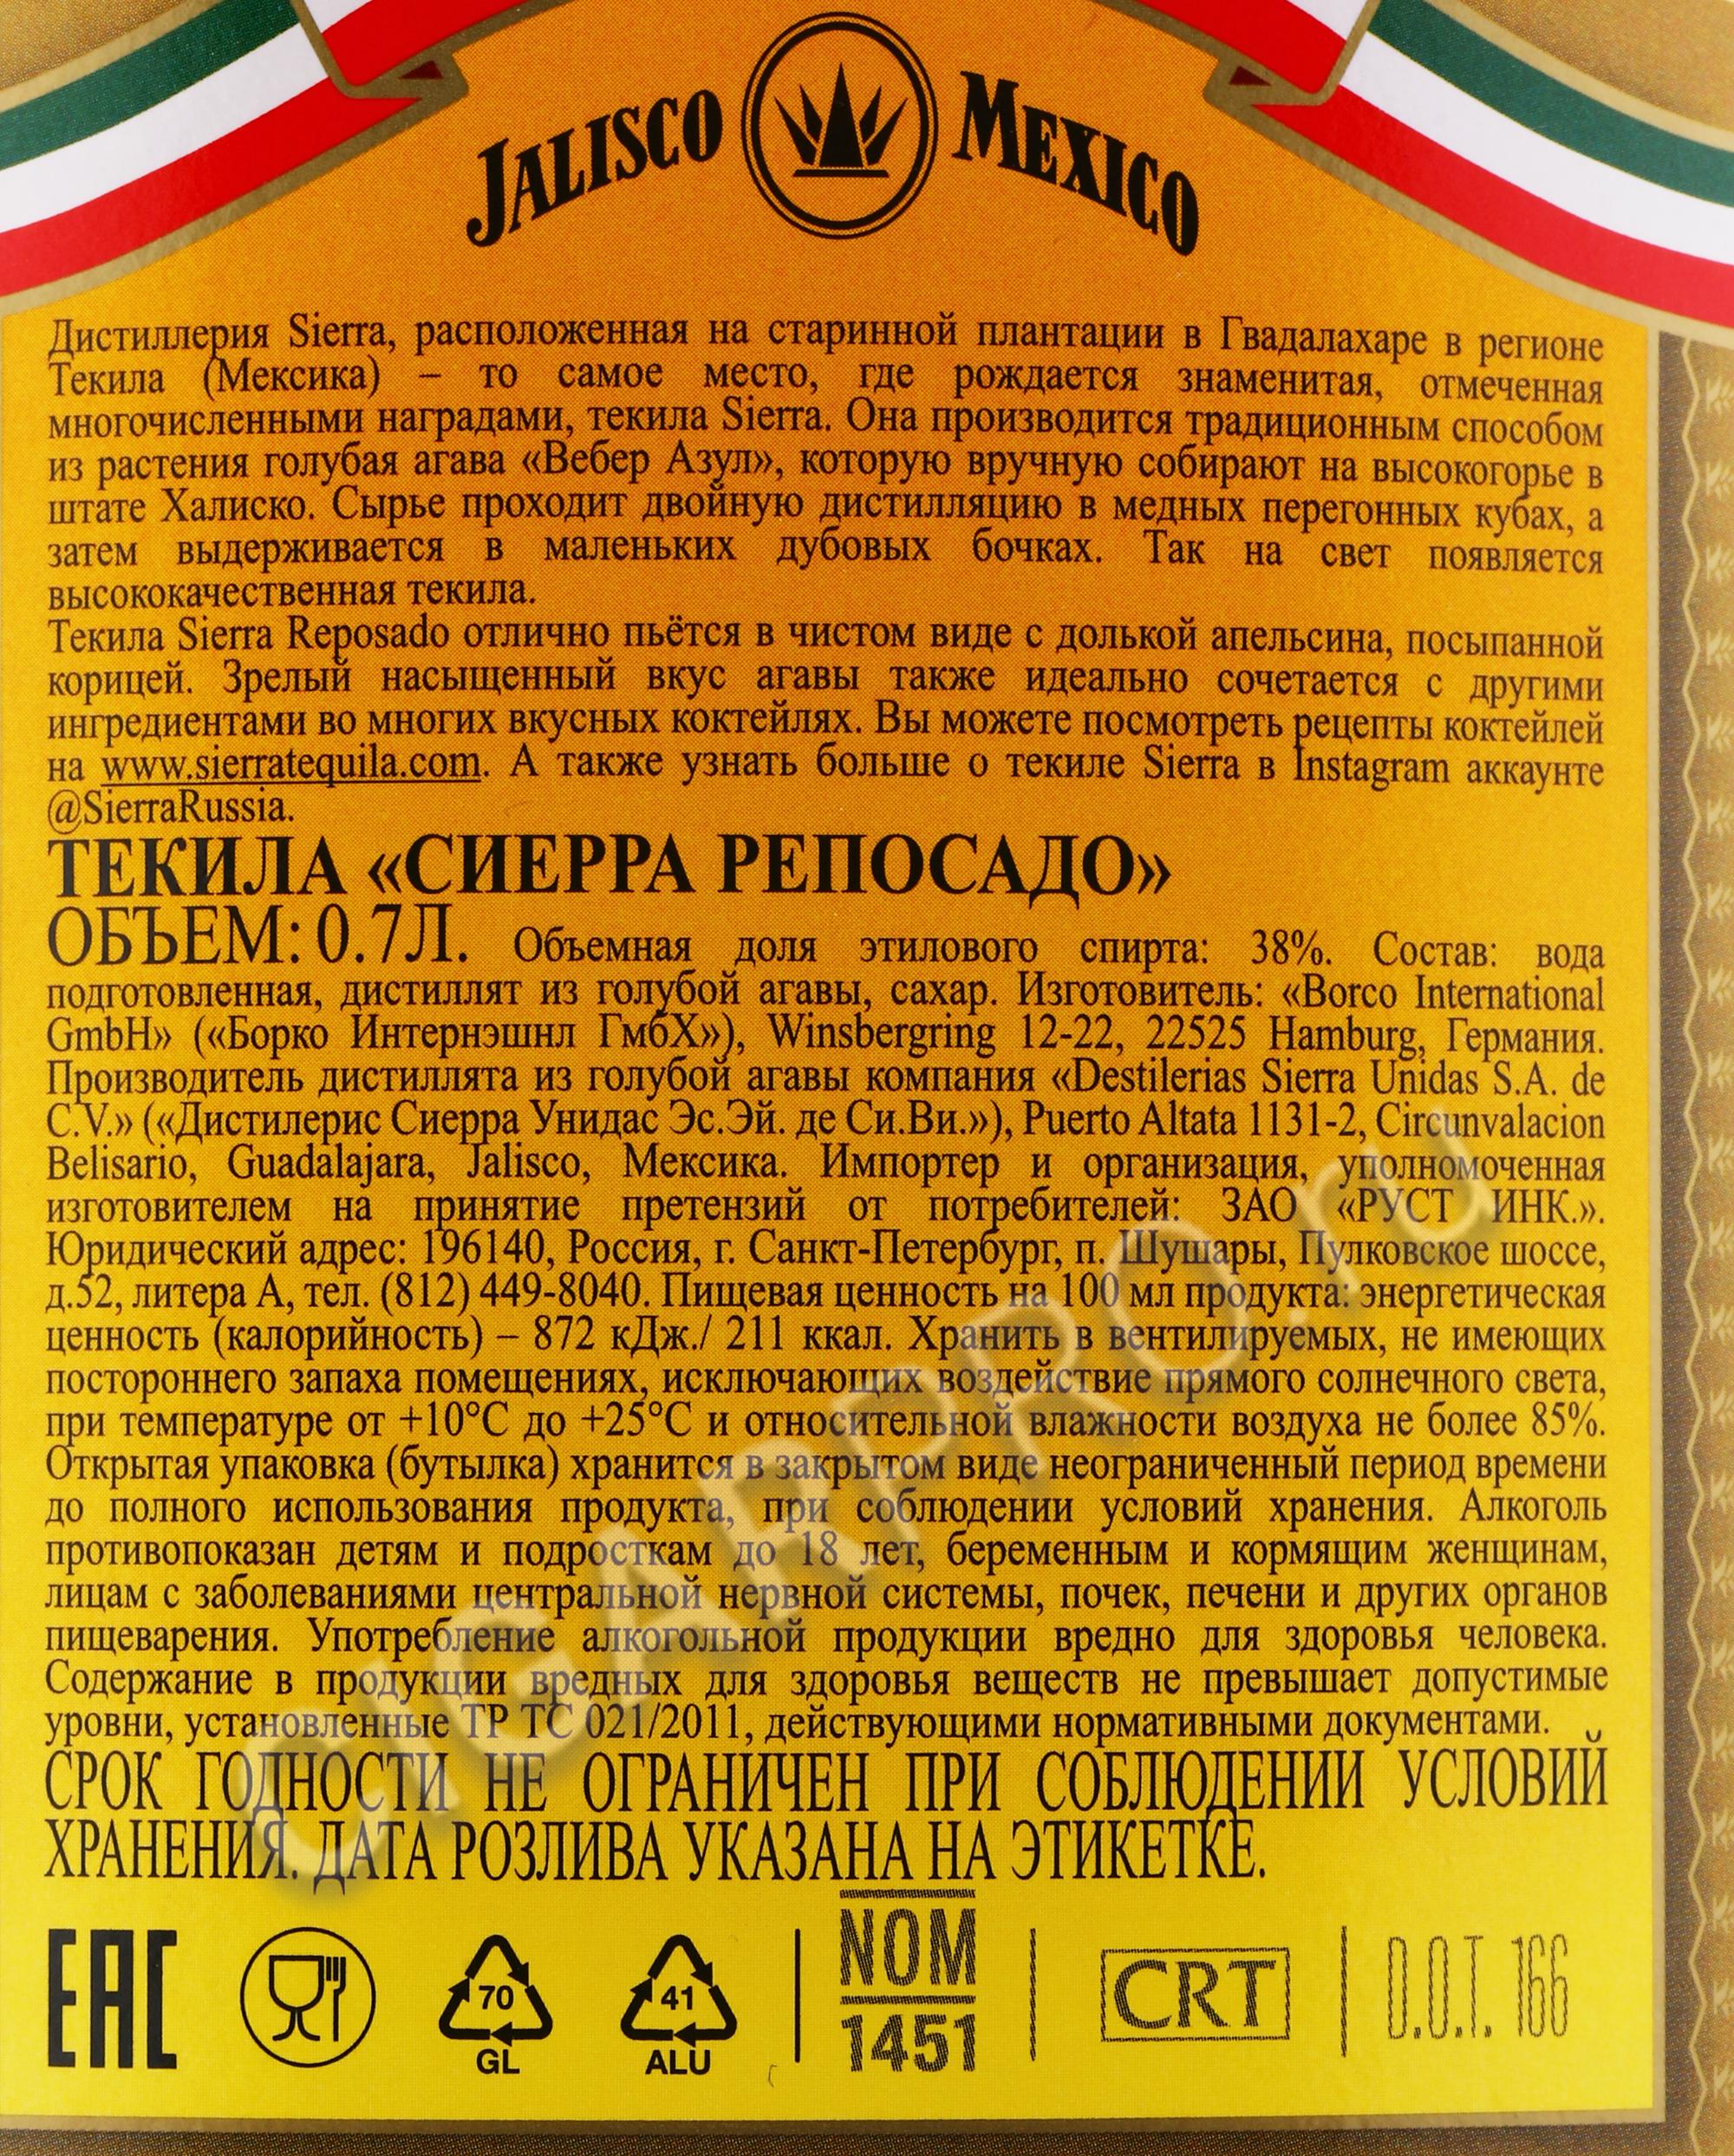 JALISCO MEXICO
Дистиллерия Sierra, расположенная на старинной плантации в Гвадалахаре в регионе
Текила (Мексика) – то самое место, где рождается знаменитая, отмеченная
многочисленными наградами, текила Sierra. Она производится традиционным способом
из растения голубая агава «Вебер Азул», которую вручную собирают на высокогорье в
штате Халиско. Сырье проходит двойную дистилляцию в медных перегонных кубах, а
затем выдерживается в маленьких дубовых бочках. Так на свет появляется
высококачественная текила.
Текила Sierra Reposado отлично пьётся в чистом виде с долькой апельсина, посыпанной
корицей. Зрелый насыщенный вкус агавы также идеально сочетается с другими
ингредиентами во многих вкусных коктейлях. Вы можете посмотреть рецепты коктейлей
на www.sierratequila.com. А также узнать больше о текиле Sierra в Instagram аккаунте
@SierraRussia.
ТЕКИЛА «СИЕРРА РЕПОСАДО»
ОБЪЕМ: 0.7Л. Объемная доля этилового спирта: 38%. Состав: вода
подготовленная, дистиллят из голубой агавы, сахар. Изготовитель: «Borco International
GmbH» («Борко Интернэшнл ГмбХ»), Winsbergring 12-22, 22525 Hamburg, Германия.
Производитель дистиллята из голубой агавы компания «Destilerias Sierra Unidas S.A. de
C.V.» («Дистилерис Сиерра Унидас Эс.Эй. де Си.Ви.»), Puerto Altata 1131-2, Circunvalacion
Belisario, Guadalajara, Jalisco, Мексика. Импортер и организация, уполномоченная
изготовителем на принятие претензий от потребителей: ЗАО «РУСТ ИНК.».
Юридический адрес: 196140, Россия, г. Санкт-Петербург, п. Шушары, Пулковское шоссе,
д.52, литера А, тел. (812) 449-8040. Пищевая ценность на 100 мл продукта: энергетическая
ценность (калорийность) – 872 кДж./ 211 ккал. Хранить в вентилируемых, не имеющих
постороннего запаха помещениях, исключающих воздействие прямого солнечного света,
при температуре от +10°C до +25°C и относительной влажности воздуха не более 85%.
Открытая упаковка (бутылка) хранится в закрытом виде неограниченный период времени
до полного использования продукта, при соблюдении условий хранения. Алкоголь
противопоказан детям и подросткам до 18 лет, беременным и кормящим женщинам,
лицам с заболеваниями центральной нервной системы, почек, печени и других органов
пищеварения. Употребление алкогольной продукции вредно для здоровья человека.
Содержание в продукции вредных для здоровья веществ не превышает допустимые
уровни, установленные ТР ТС 021/2011, действующими нормативными документами.
СРОК ГОДНОСТИ НЕ ОГРАНИЧЕН ПРИ СОБЛЮДЕНИИ УСЛОВИЙ
ХРАНЕНИЯ. ДАТА РОЗЛИВА УКАЗАНА НА ЭТИКЕТКЕ.
EAC 70 GL 41 ALU NOM 1451 CRT D.O.T. 166
CIGARPRO.ru